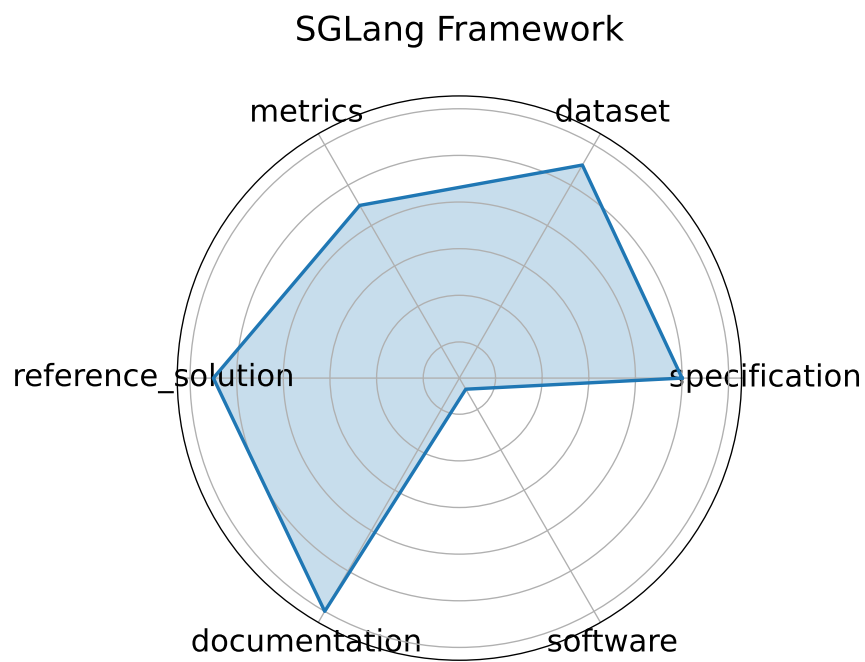 SGLang Framework
metrics
dataset
reference_solution
specification
documentation
software